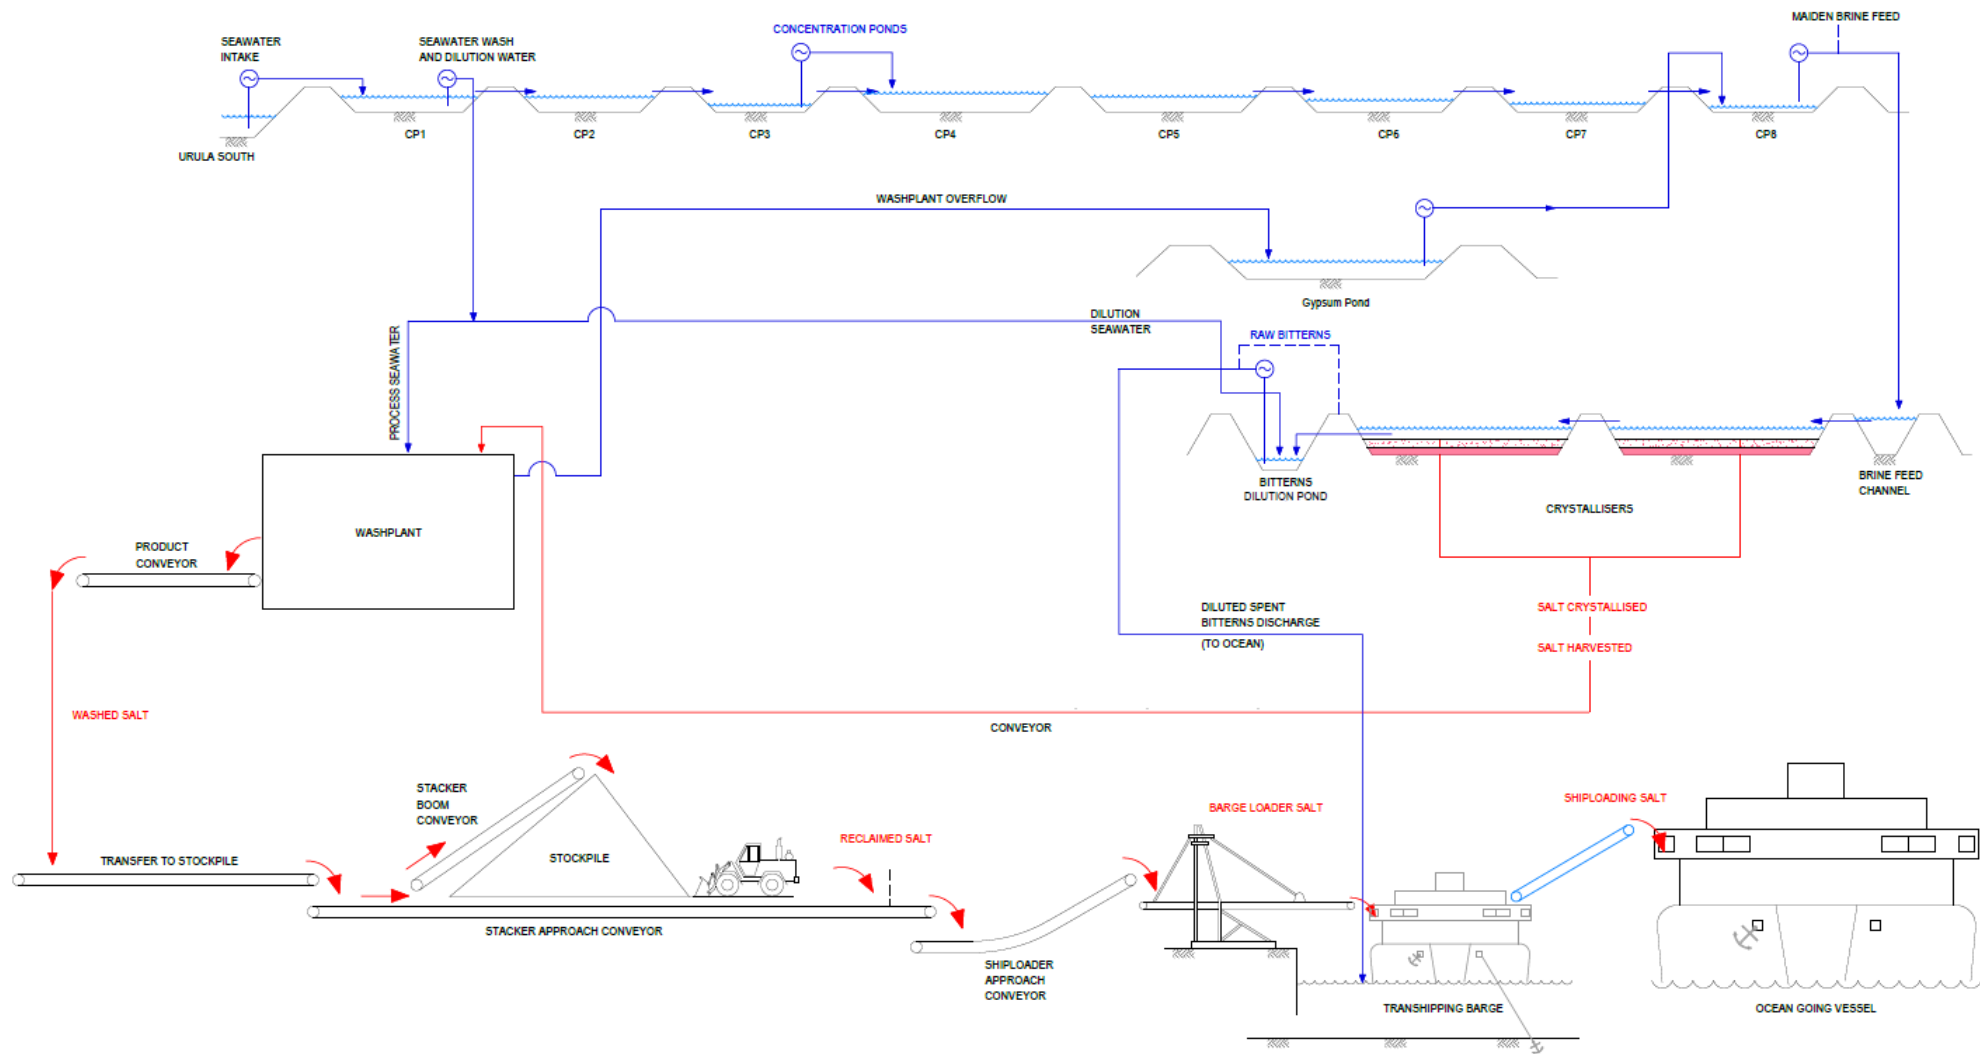 MAIDEN BRINE FEED
CONCENTRATION PONDS
SEAWATER
INTAKE
SEAWATER WASH
AND DILUTION WATER
CP1
CP2
CP3
CP4
CP5
CP6
CP7
CP8
URULA SOUTH
WASHPLANT OVERFLOW
Gypsum Pond
DILUTION
SEAWATER
RAW BITTERNS
PROCESS SEAWATER
BITTERNS
DILUTION POND
BRINE FEED
CHANNEL
CRYSTALLISERS
WASHPLANT
PRODUCT
CONVEYOR
DILUTED SPENT
BITTERNS DISCHARGE
(TO OCEAN)
SALT CRYSTALLISED
SALT HARVESTED
WASHED SALT
CONVEYOR
STACKER
BOOM
CONVEYOR
BARGE LOADER SALT
SHIPLOADING SALT
RECLAIMED SALT
TRANSFER TO STOCKPILE
STOCKPILE
STACKER APPROACH CONVEYOR
SHIPLOADER
APPROACH
CONVEYOR
TRANSHIPPING BARGE
OCEAN GOING VESSEL